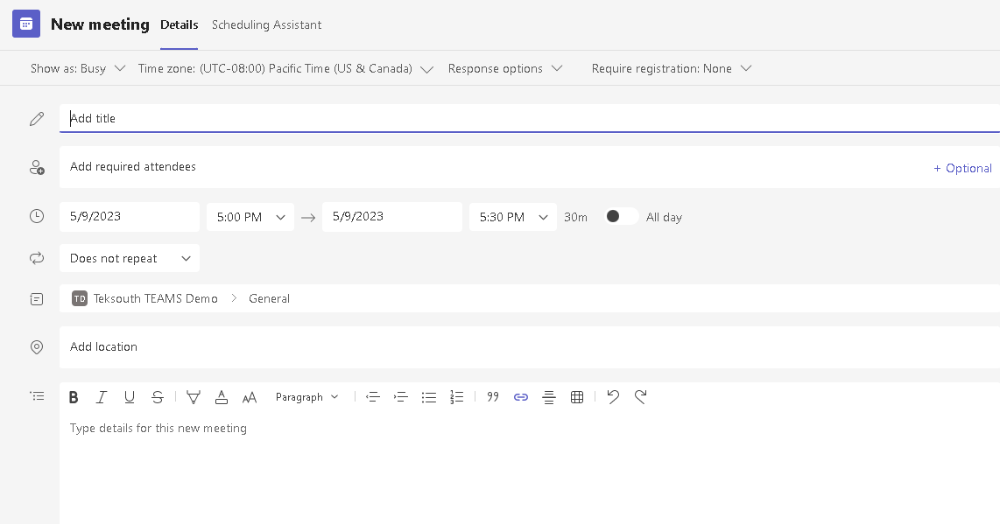 New meeting Details Scheduling Assistant
Show as: Busy Time zone: (UTC-08:00) Pacific Time (US & Canada) Response options Require registration: None
Add title
Add required attendees + Optional
5/9/2023 5:00 PM → 5/9/2023 5:30 PM 30m All day
Does not repeat
TD Teksouth TEAMS Demo > General
Add location
B I U S A AA Paragraph 123 99
Type details for this new meeting